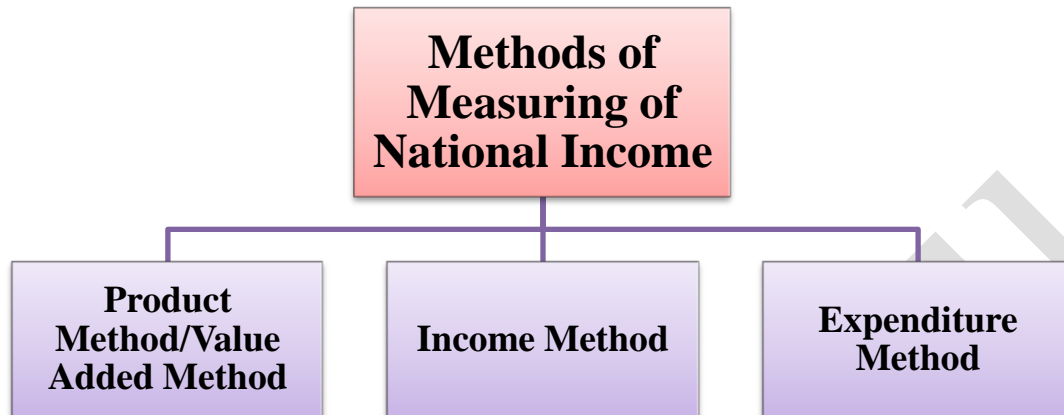 Methods of
Measuring of
National Income
Product
Method/Value
Added Method
Income Method
Expenditure
Method